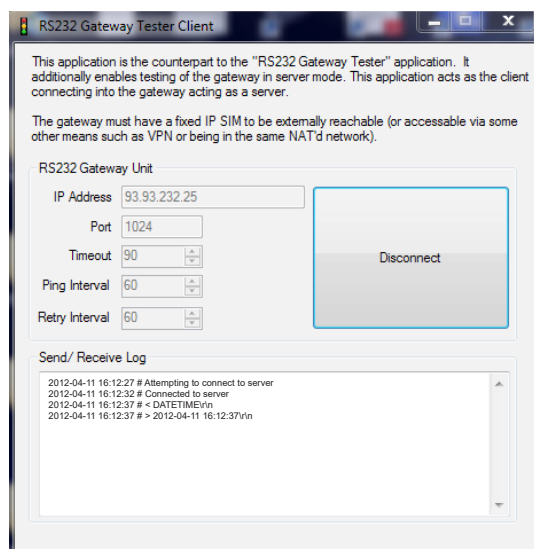 RS232 Gateway Tester Client
This application is the counterpart to the "RS232 Gateway Tester" application. It
additionally enables testing of the gateway in server mode. This application acts as the client
connecting into the gateway acting as a server.
The gateway must have a fixed IP SIM to be externally reachable (or accessable via some
other means such as VPN or being in the same NAT'd network).
RS232 Gateway Unit
IP Address 93.93.232.25
Port 1024
Timeout 90
Ping Interval 60
Retry Interval 60
Disconnect
Send/ Receive Log
2012-04-11 16:12:27 # Attempting to connect to server
2012-04-11 16:12:32 # Connected to server
2012-04-11 16:12:37 # < DATETIME\r\n
2012-04-11 16:12:37 # > 2012-04-11 16:12:37\r\n